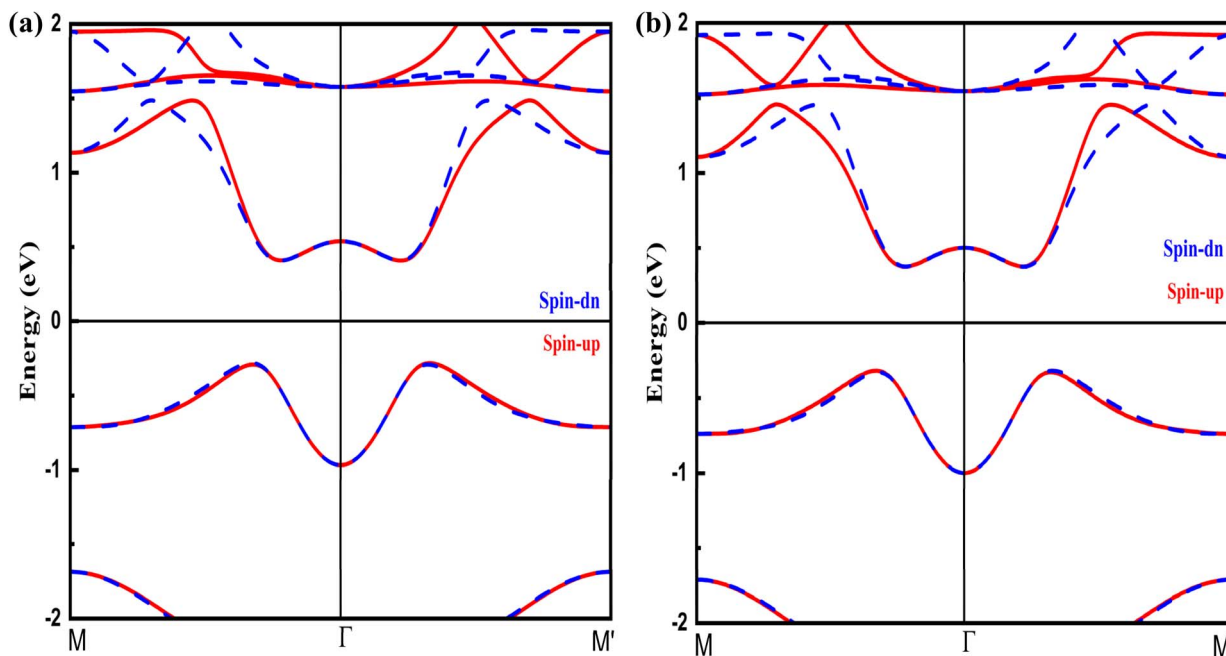 (a)
2
1
0
-1
-2
Energy (eV)
Spin-dn
Spin-up
M
Γ
M'
(b)
2
1
0
-1
-2
Energy (eV)
Spin-dn
Spin-up
M
Γ
M